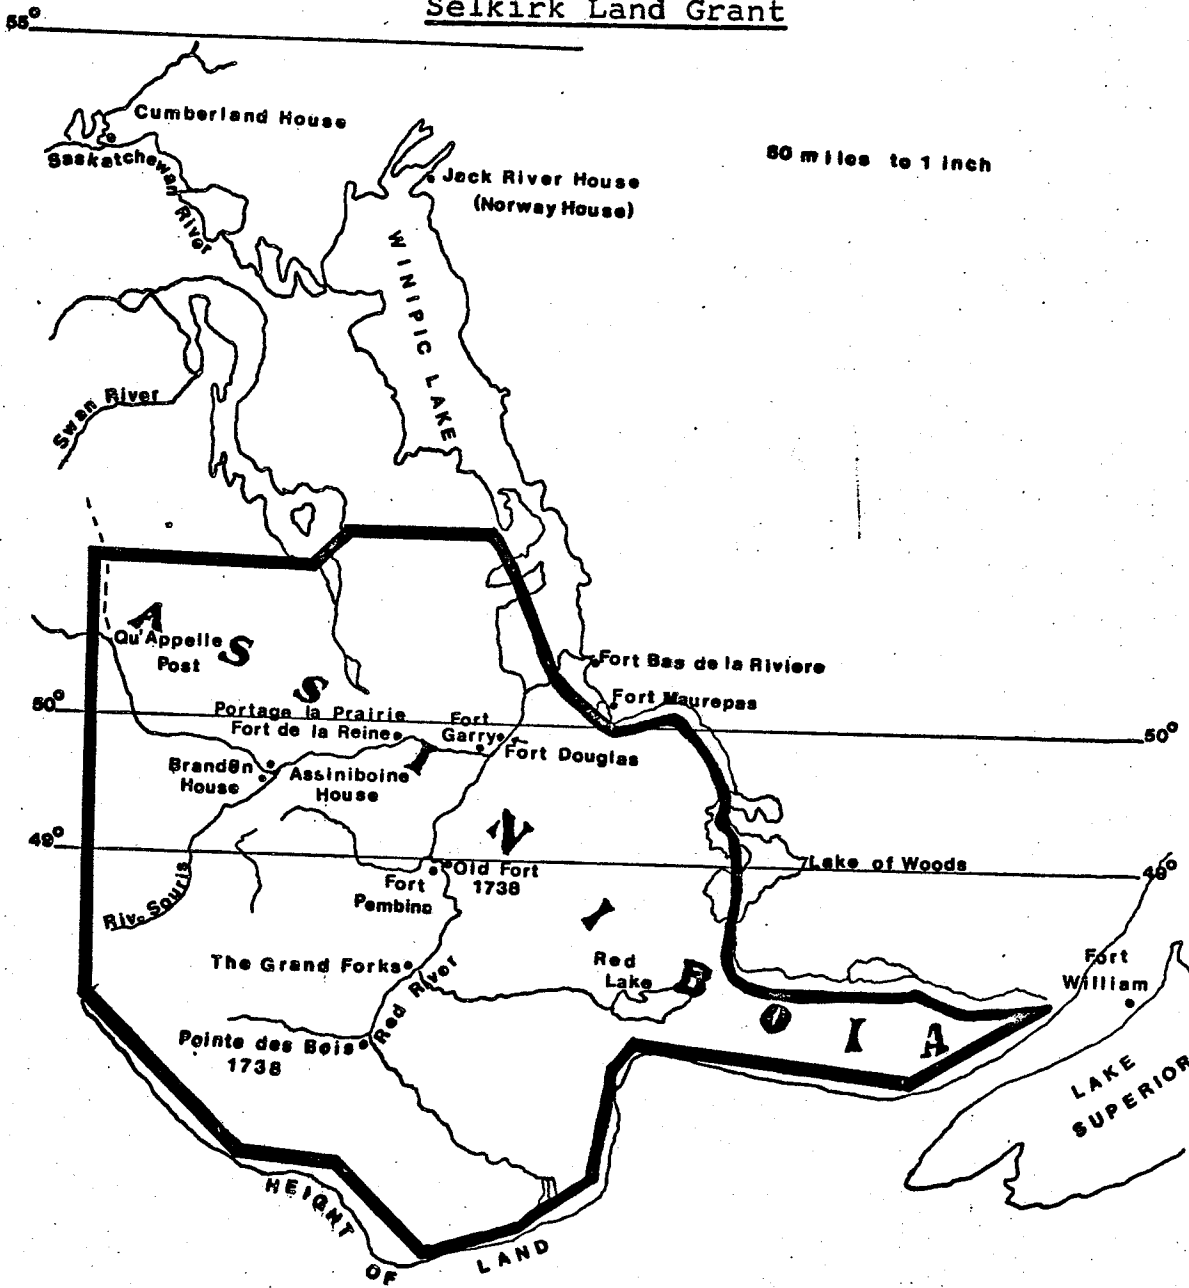 Selkirk Land Grant
55°
Cumberland House
Saskatchewan River
80 miles to 1 inch
Jack River House
(Norway House)
WINIPIC LAKE
Swan River
ASSINIBOIA
Qu'Appelle
Post
Fort Bas de la Riviere
50°
Fort Maurepas
Portage la Prairie
Fort de la Reine
Fort
Garry
50°
Fort Douglas
Brandon
House
Assiniboine
House
49°
Old Fort
1738
Lake of Woods
49°
Fort
Pembina
Riv. Souris
The Grand Forks
Red River
Red
Lake
Fort
William
Pointe des Bois
1738
LAKE
SUPERIOR
HEIGHT
OF
LAND